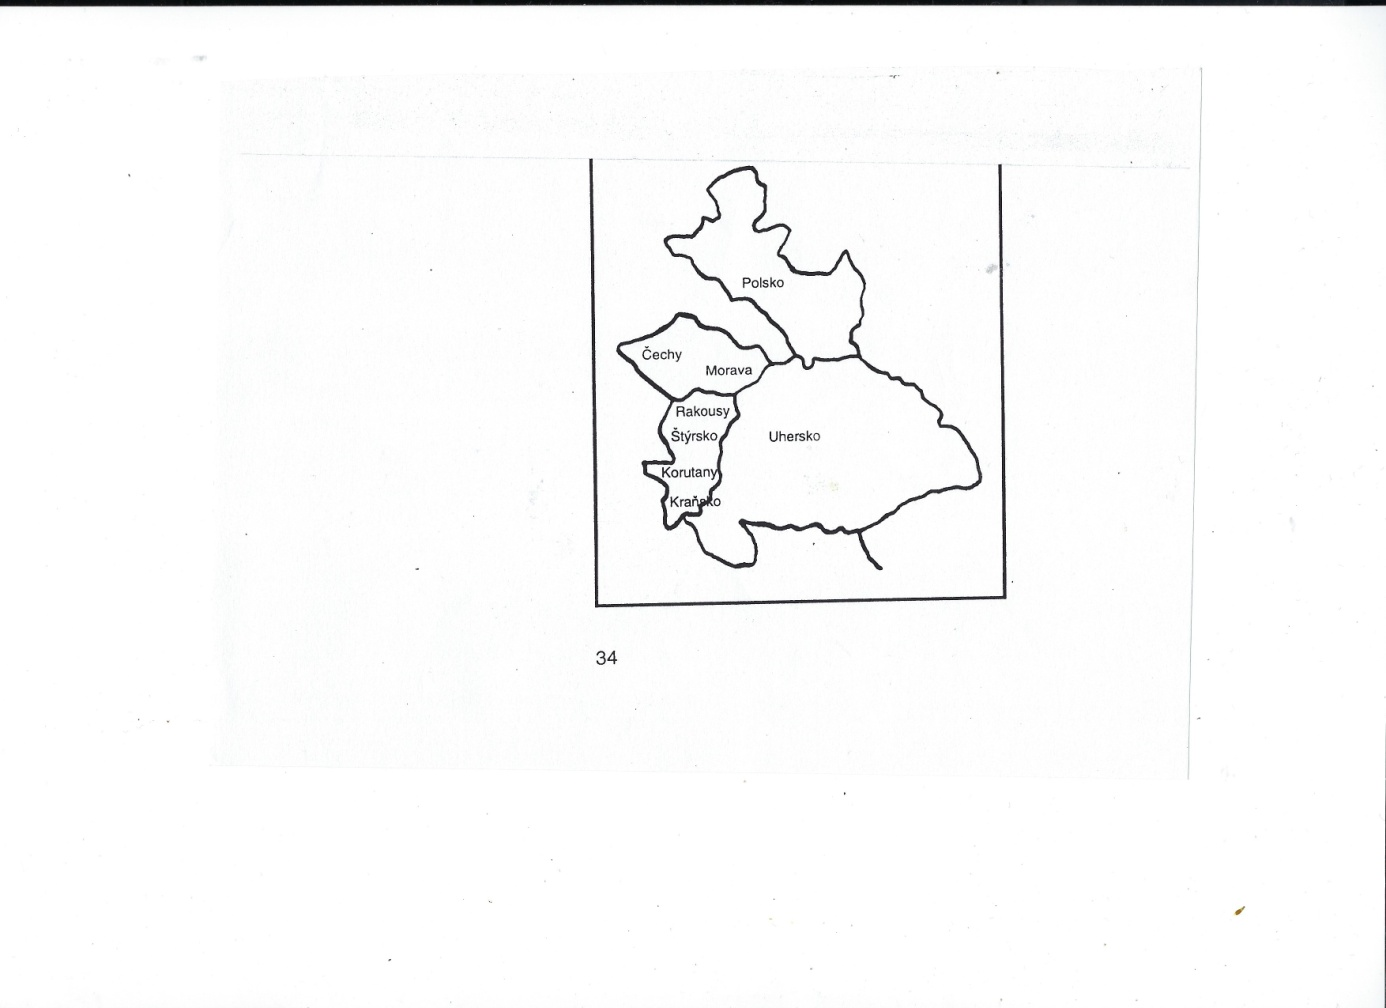 Polsko
Čechy
Morava
Rakousy
Štýrsko
Uhersko
Korutany
Kraňsko
34